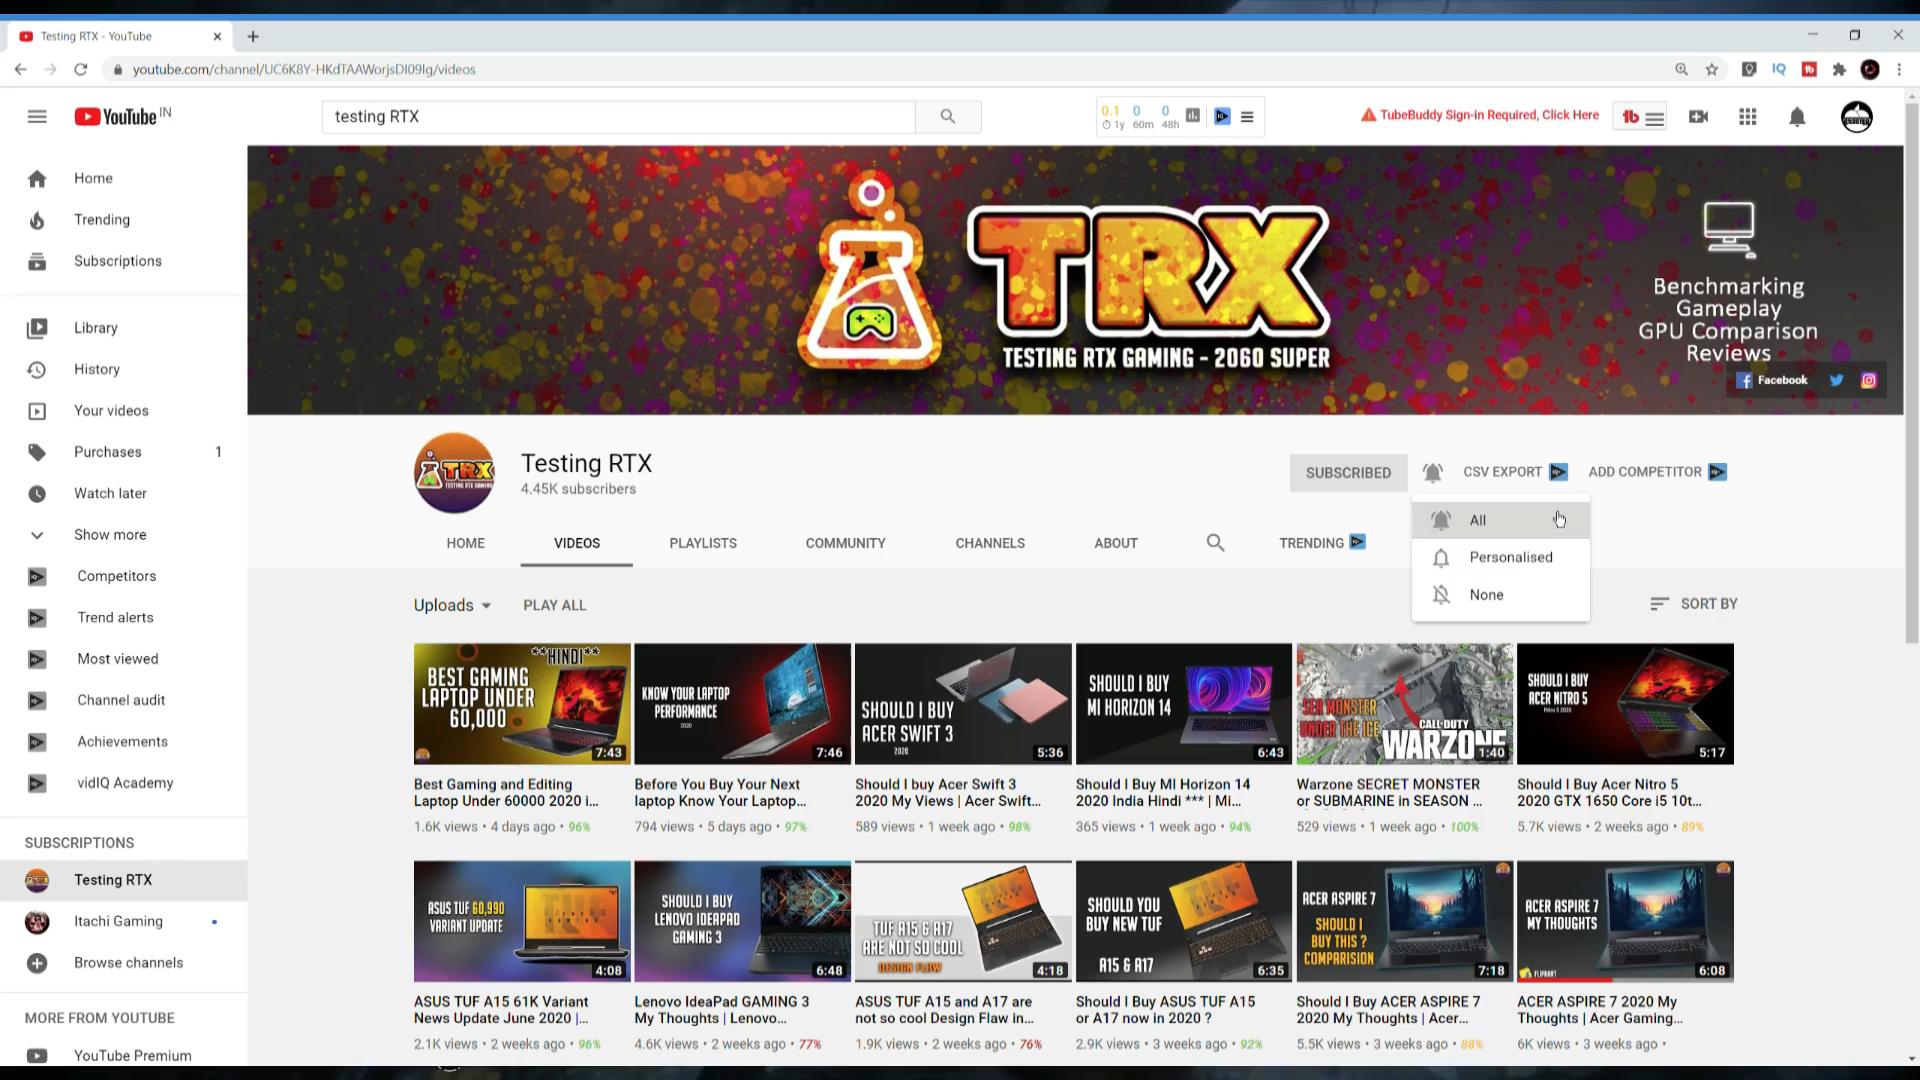 Testing RTX - YouTube
youtube.com/channel/UC6K8Y-HKdTAAWorjsDI09Ig/videos
YouTube IN
testing RTX
0.1 0 0
1y 60m 48h
TubeBuddy Sign-in Required, Click Here
Home
Trending
Subscriptions
Library
History
Your videos
Purchases 1
Watch later
Show more
Competitors
Trend alerts
Most viewed
Channel audit
Achievements
vidIQ Academy
SUBSCRIPTIONS
Testing RTX
Itachi Gaming
Browse channels
MORE FROM YOUTUBE
YouTube Premium
TRX
TESTING RTX GAMING - 2060 SUPER
Benchmarking
Gameplay
GPU Comparison
Reviews
Facebook
Testing RTX
4.45K subscribers
SUBSCRIBED
CSV EXPORT
ADD COMPETITOR
All
Personalised
None
HOME VIDEOS PLAYLISTS COMMUNITY CHANNELS ABOUT TRENDING
Uploads PLAY ALL SORT BY
**HINDI**
BEST GAMING
LAPTOP UNDER
60,000
7:43
KNOW YOUR LAPTOP
PERFORMANCE
2020
7:46
SHOULD I BUY
ACER SWIFT 3
2020
5:36
SHOULD I BUY
MI HORIZON 14
6:43
SEA MONSTER
UNDER THE ICE
CALL·DUTY
WARZONE
1:40
SHOULD I BUY
ACER NITRO 5
5:17
Best Gaming and Editing
Laptop Under 60000 2020 i...
1.6K views • 4 days ago • 96%
Before You Buy Your Next
laptop Know Your Laptop...
794 views • 5 days ago • 97%
Should I buy Acer Swift 3
2020 My Views | Acer Swift...
589 views • 1 week ago • 98%
Should I Buy MI Horizon 14
2020 India Hindi *** | Mi...
365 views • 1 week ago • 94%
Warzone SECRET MONSTER
or SUBMARINE in SEASON ...
529 views • 1 week ago • 100%
Should I Buy Acer Nitro 5
2020 GTX 1650 Core i5 10t...
5.7K views • 2 weeks ago • 89%
ASUS TUF 60,990
VARIANT UPDATE
4:08
SHOULD I BUY
LENOVO IDEAPAD
GAMING 3
6:48
TUF A15 & A17
ARE NOT SO COOL
DESIGN FLAW
4:18
SHOULD YOU
BUY NEW TUF
A15 & A17
6:35
ACER ASPIRE 7
SHOULD I
BUY THIS ?
COMPARISION
7:18
ACER ASPIRE 7
MY THOUGHTS
FLIPKART
6:08
ASUS TUF A15 61K Variant
News Update June 2020 |...
2.1K views • 2 weeks ago • 96%
Lenovo IdeaPad GAMING 3
My Thoughts | Lenovo...
4.6K views • 2 weeks ago • 77%
ASUS TUF A15 and A17 are
not so cool Design Flaw in...
1.9K views • 2 weeks ago • 76%
Should I Buy ASUS TUF A15
or A17 now in 2020 ?
2.9K views • 3 weeks ago • 92%
Should I Buy ACER ASPIRE 7
2020 My Thoughts | Acer...
5.5K views • 3 weeks ago • 88%
ACER ASPIRE 7 2020 My
Thoughts | Acer Gaming...
6K views • 3 weeks ago •